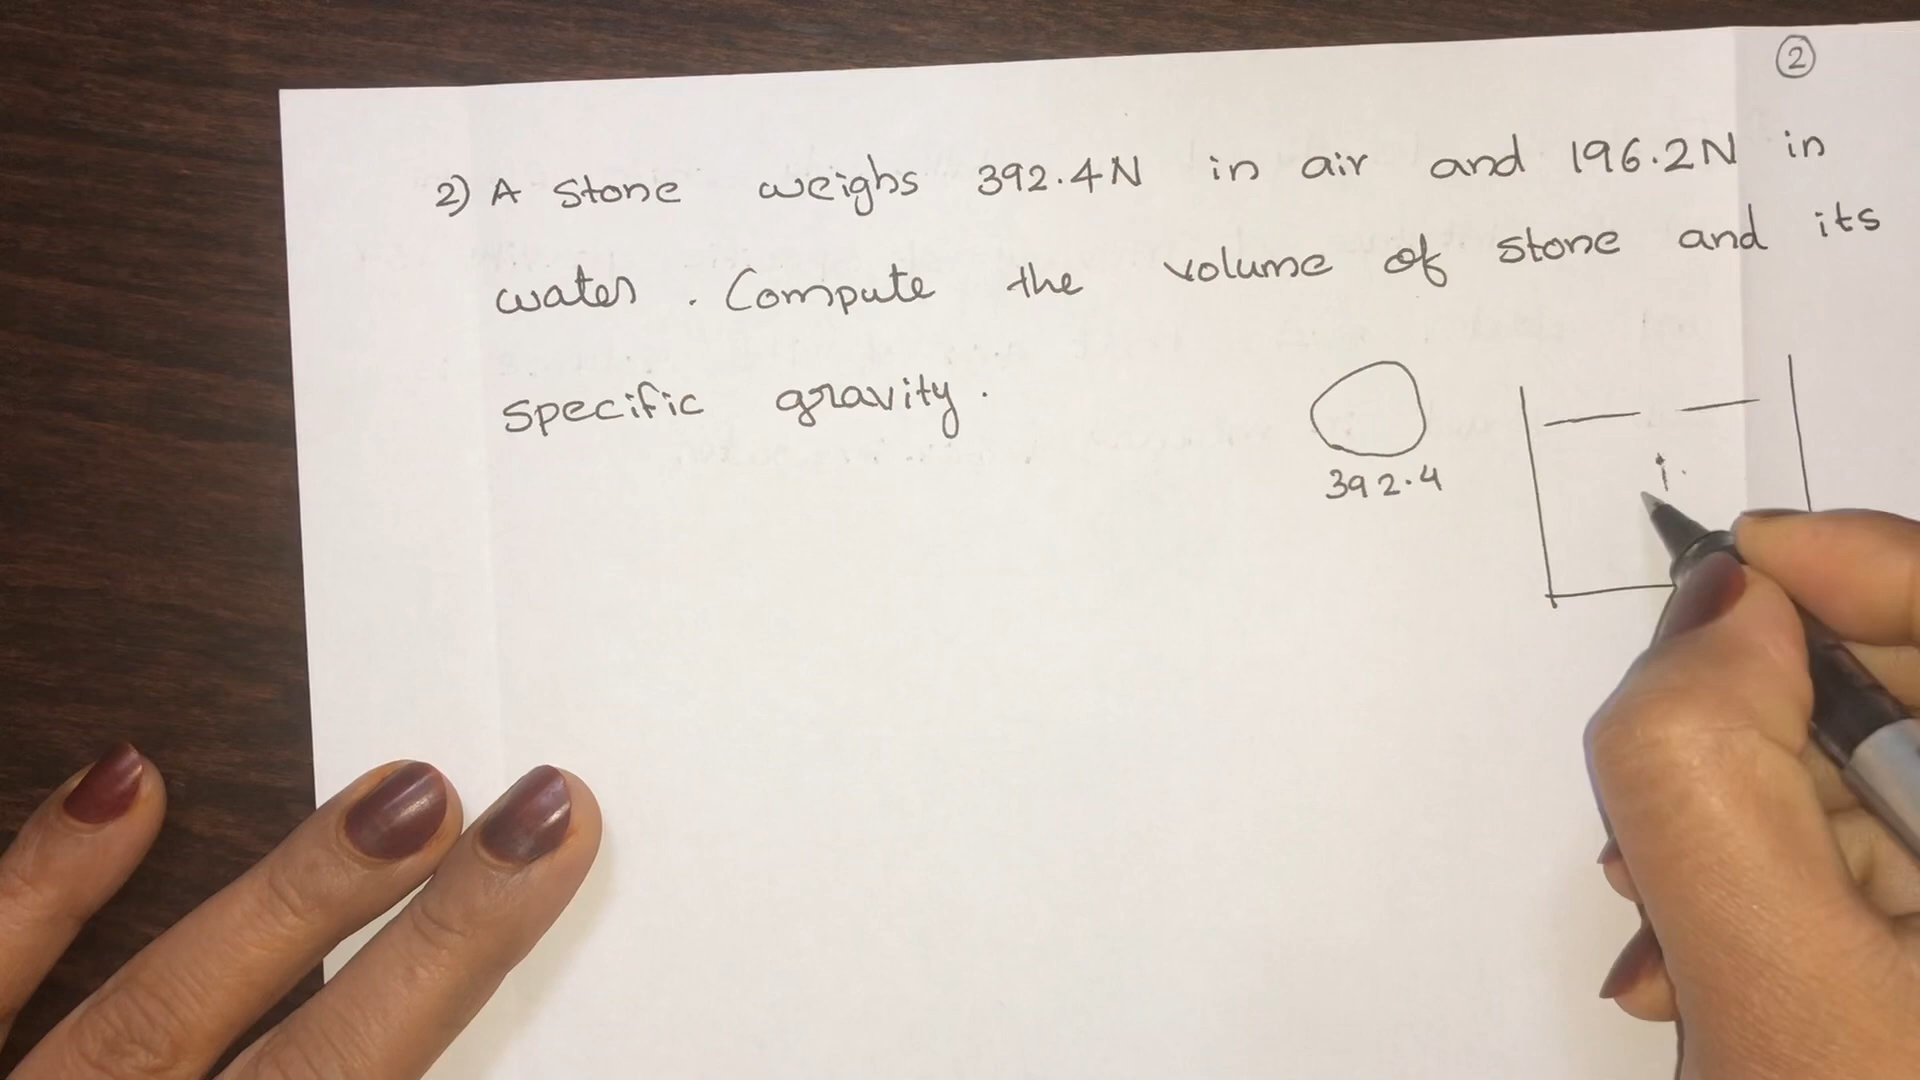 ②
2) A stone weighs 392.4N in air and 196.2N in
water . Compute the volume of stone and its
specific gravity.
392.4